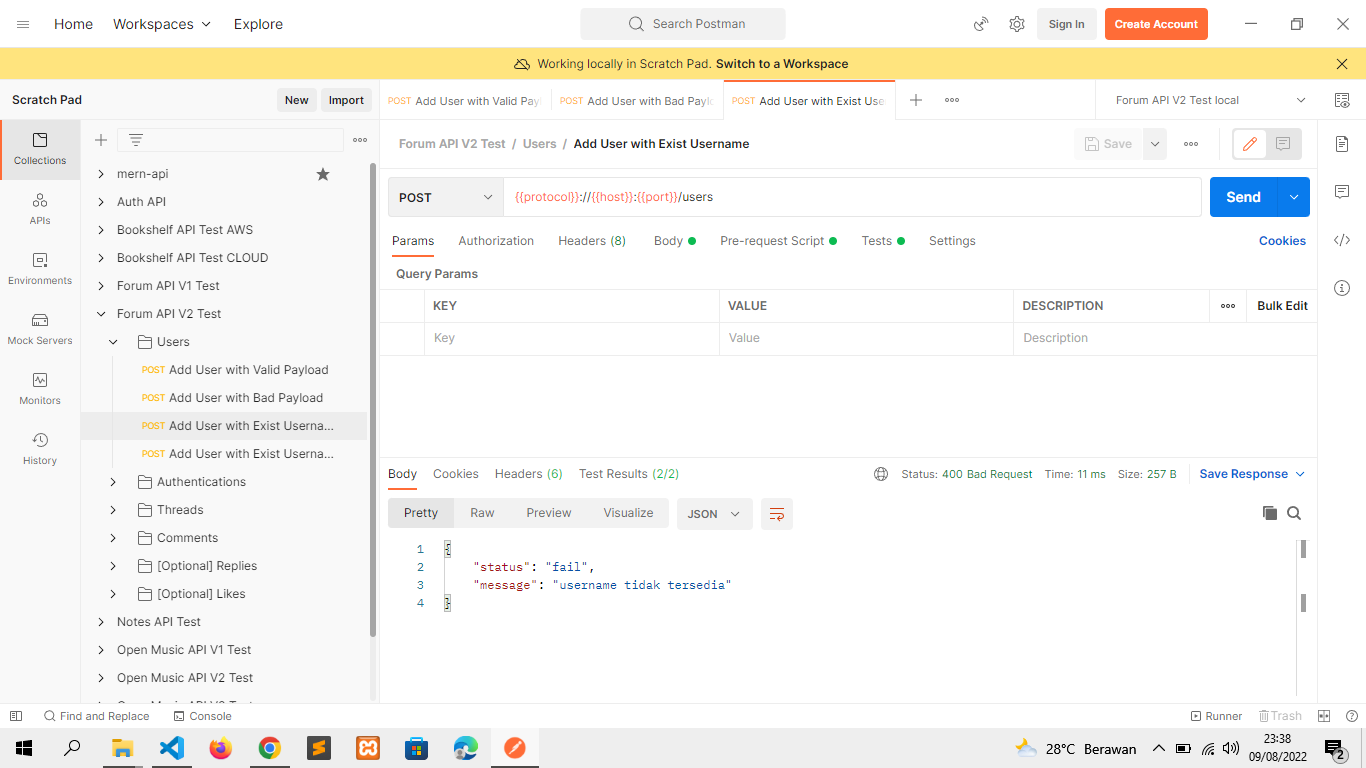 Home Workspaces Explore Search Postman Sign In Create Account
Working locally in Scratch Pad. Switch to a Workspace
Scratch Pad New Import
POST Add User with Valid Payl POST Add User with Bad Paylo POST Add User with Exist Use Forum API V2 Test local
Collections
APIs
Environments
Mock Servers
Monitors
History
mern-api
Auth API
Bookshelf API Test AWS
Bookshelf API Test CLOUD
Forum API V1 Test
Forum API V2 Test
Users
POST Add User with Valid Payload
POST Add User with Bad Payload
POST Add User with Exist Userna...
POST Add User with Exist Userna...
Authentications
Threads
Comments
[Optional] Replies
[Optional] Likes
Notes API Test
Open Music API V1 Test
Open Music API V2 Test
Forum API V2 Test / Users / Add User with Exist Username Save
POST {{protocol}}://{{host}}:{{port}}/users Send
Params Authorization Headers (8) Body Pre-request Script Tests Settings Cookies
Query Params
KEY VALUE DESCRIPTION Bulk Edit
Key Value Description
Body Cookies Headers (6) Test Results (2/2) Status: 400 Bad Request Time: 11 ms Size: 257 B Save Response
Pretty Raw Preview Visualize JSON
1 {
2 "status": "fail",
3 "message": "username tidak tersedia"
4 }
Find and Replace Console Runner Trash
28°C Berawan 23:38
09/08/2022 2